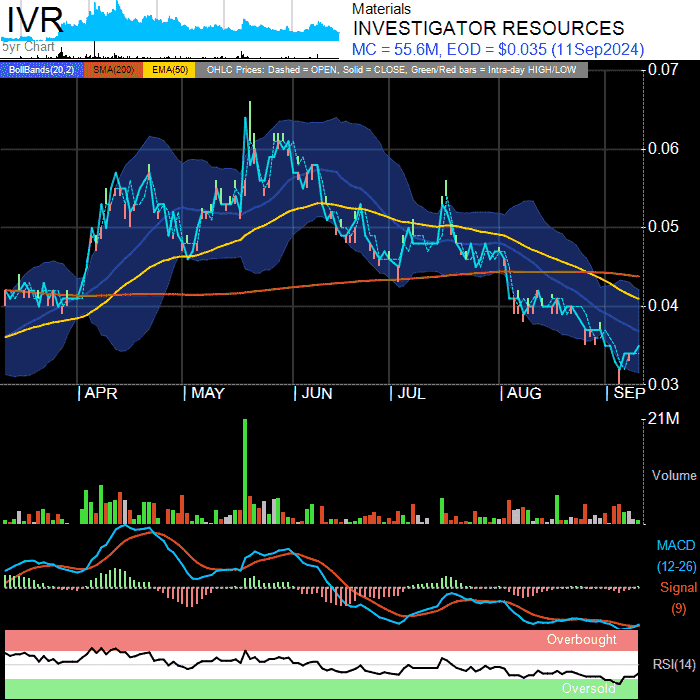 IVR
5yr Chart
Materials
INVESTIGATOR RESOURCES
MC = 55.6M, EOD = $0.035 (11Sep2024)
BollBands(20,2) SMA(200) EMA(50) OHLC Prices: Dashed = OPEN, Solid = CLOSE, Green/Red bars = Intra-day HIGH/LOW
0.07
0.06
0.05
0.04
0.03
APR MAY JUN JUL AUG SEP
21M
Volume
MACD
(12-26)
Signal
(9)
Overbought
RSI(14)
Oversold